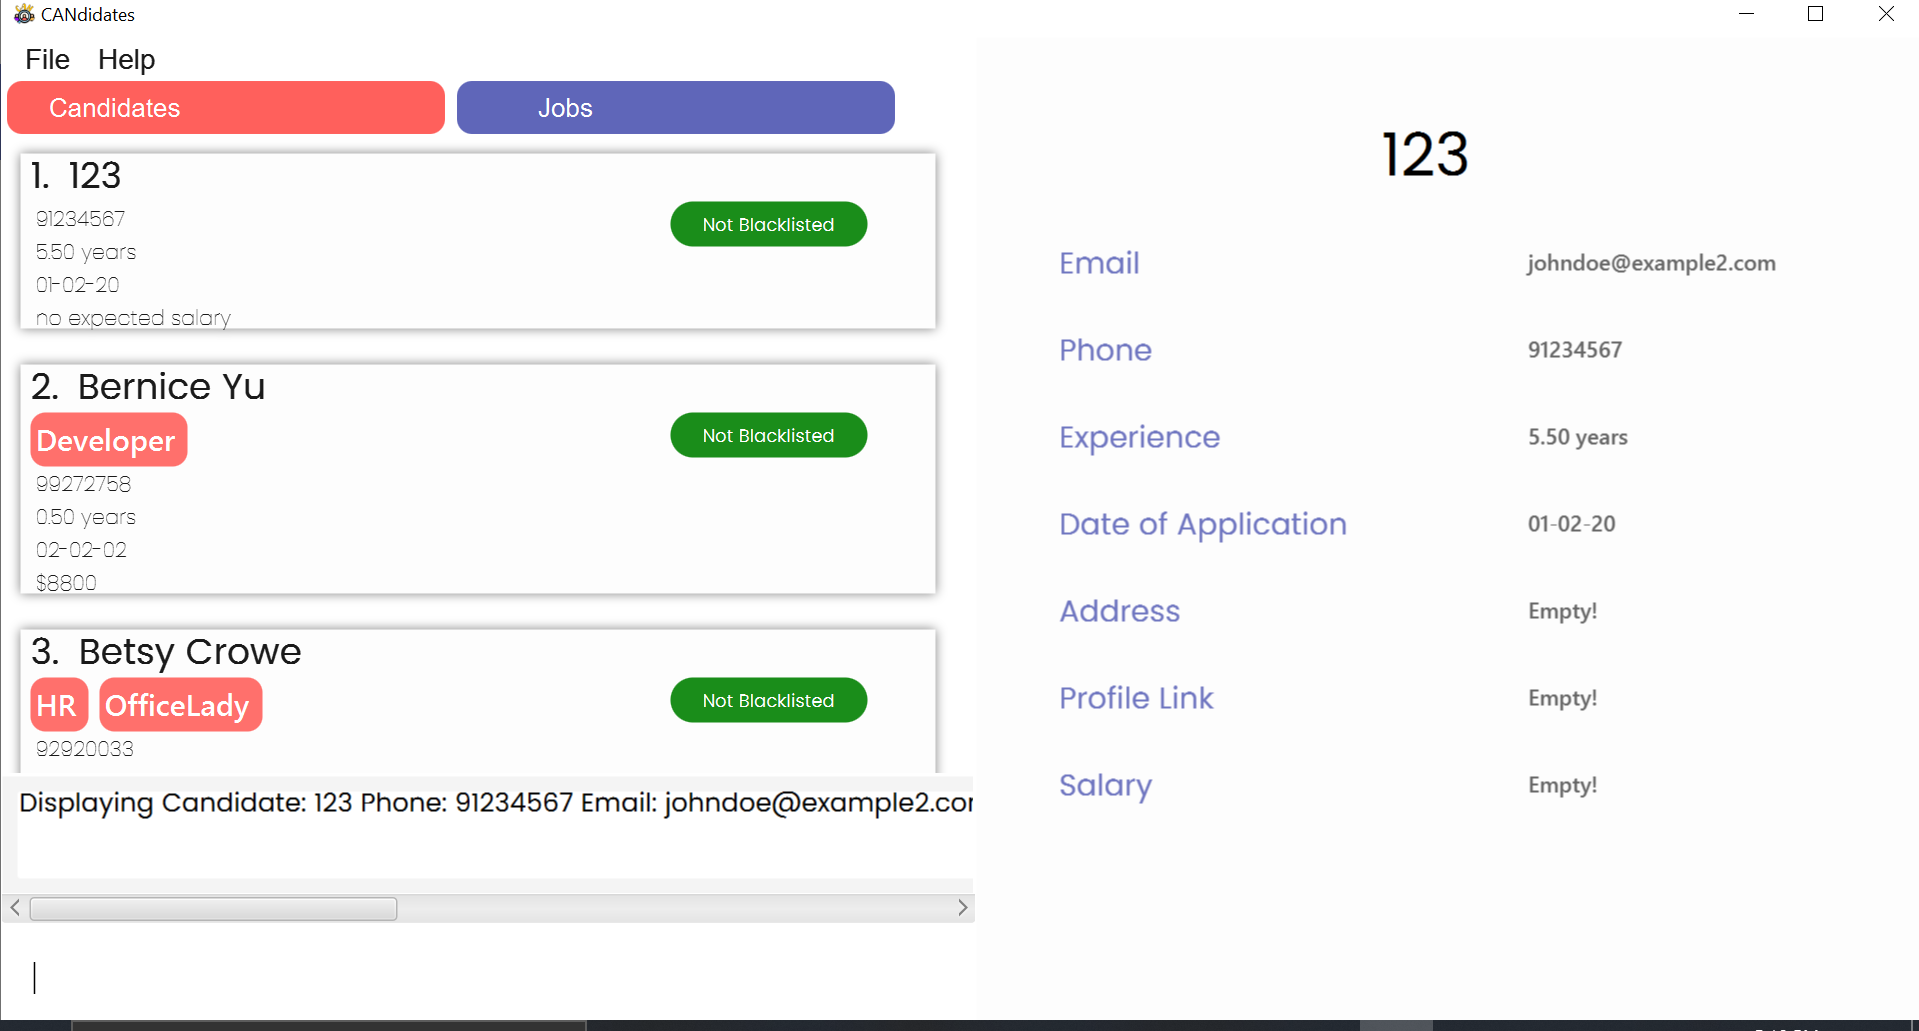 CANdidates
File Help
Candidates Jobs
1. 123
91234567
Not Blacklisted
5.50 years
01-02-20
no expected salary
2. Bernice Yu
Developer
Not Blacklisted
99272758
0.50 years
02-02-02
$8800
3. Betsy Crowe
HR OfficeLady
Not Blacklisted
92920033
Displaying Candidate: 123 Phone: 91234567 Email: johndoe@example2.cor
123
Email johndoe@example2.com
Phone 91234567
Experience 5.50 years
Date of Application 01-02-20
Address Empty!
Profile Link Empty!
Salary Empty!